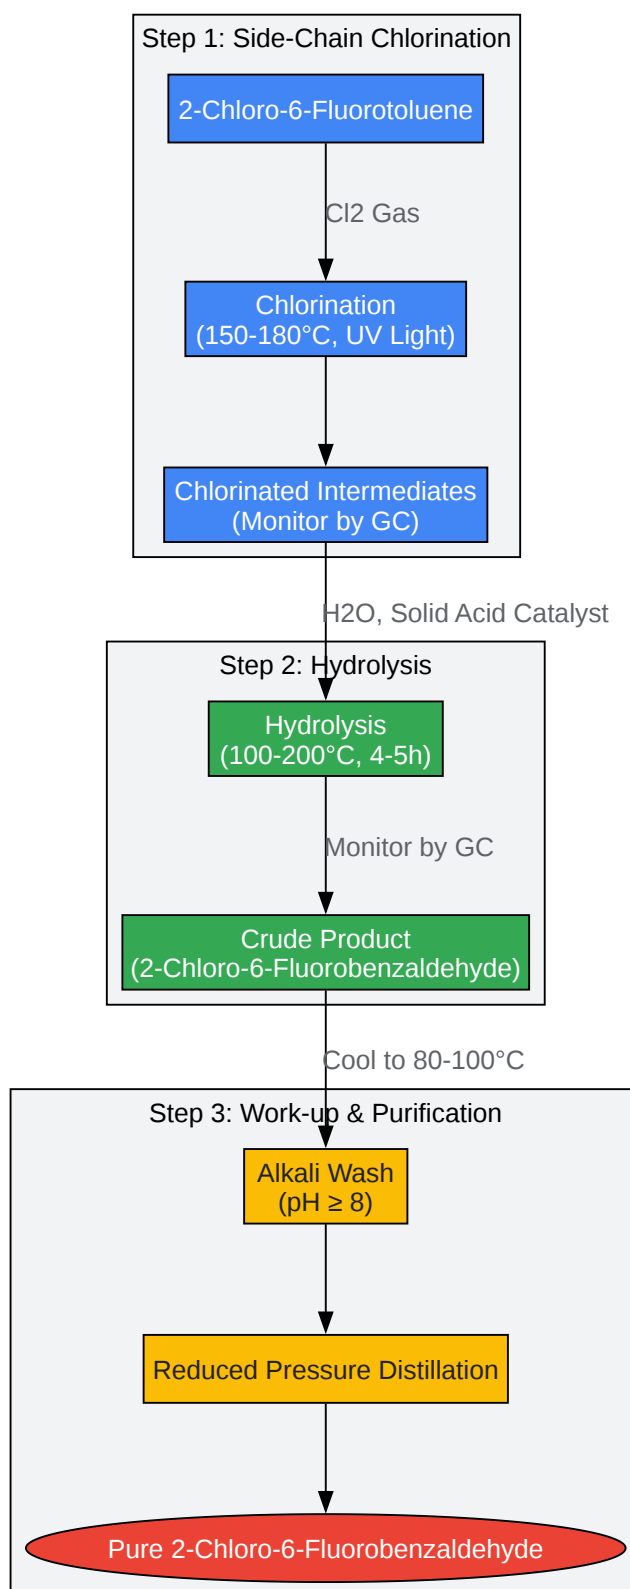 Step 1: Side-Chain Chlorination
2-Chloro-6-Fluorotoluene
Cl2 Gas
Chlorination
(150-180°C, UV Light)
Chlorinated Intermediates
(Monitor by GC)
H2O, Solid Acid Catalyst
Step 2: Hydrolysis
Hydrolysis
(100-200°C, 4-5h)
Monitor by GC
Crude Product
(2-Chloro-6-Fluorobenzaldehyde)
Cool to 80-100°C
Step 3: Work-up & Purification
Alkali Wash
(pH ≥ 8)
Reduced Pressure Distillation
Pure 2-Chloro-6-Fluorobenzaldehyde